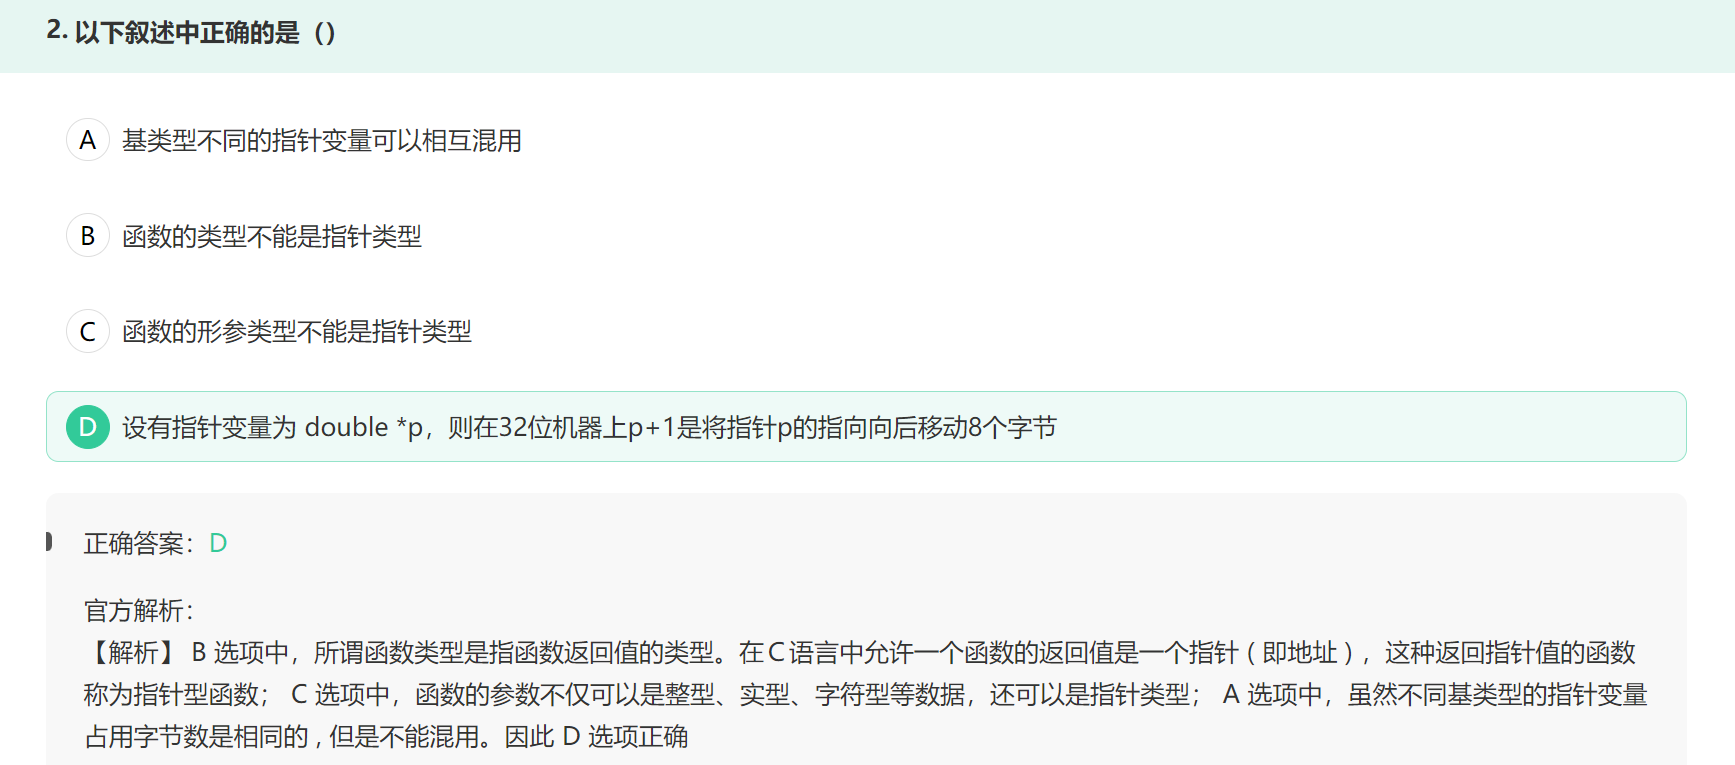 2. 以下叙述中正确的是（）
A 基类型不同的指针变量可以相互混用
B 函数的类型不能是指针类型
C 函数的形参类型不能是指针类型
D 设有指针变量为 double *p，则在32位机器上p+1是将指针p的指向向后移动8个字节
正确答案：D
官方解析：
【解析】 B 选项中，所谓函数类型是指函数返回值的类型。在C语言中允许一个函数的返回值是一个指针 ( 即地址 ) ，这种返回指针值的函数
称为指针型函数； C 选项中，函数的参数不仅可以是整型、实型、字符型等数据，还可以是指针类型； A 选项中，虽然不同基类型的指针变量
占用字节数是相同的 , 但是不能混用。因此 D 选项正确